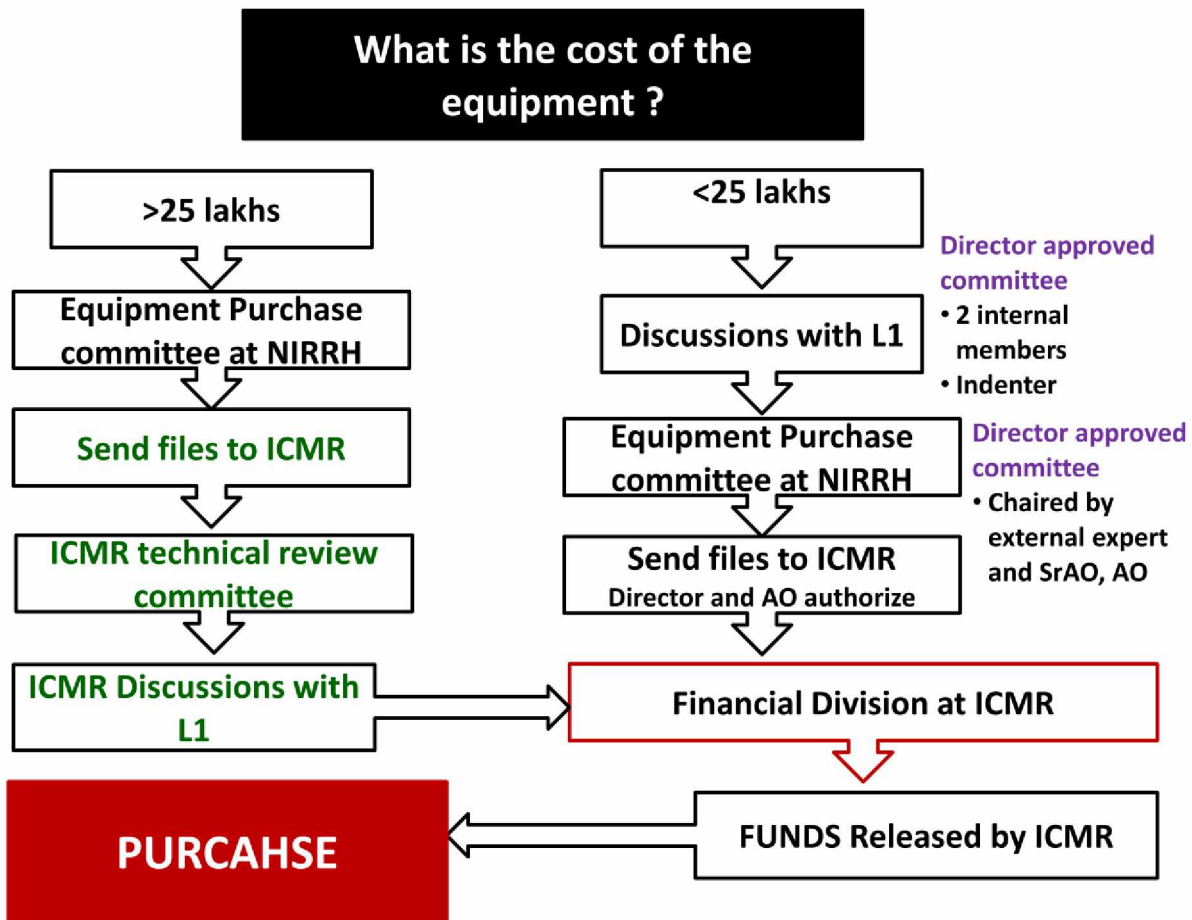 What is the cost of the
equipment ?
>25 lakhs
Equipment Purchase
committee at NIRRH
Send files to ICMR
ICMR technical review
committee
ICMR Discussions with
L1
<25 lakhs
Discussions with L1
Director approved
committee
• 2 internal
members
• Indenter
Equipment Purchase
committee at NIRRH
Director approved
committee
• Chaired by
external expert
and SrAO, AO
Send files to ICMR
Director and AO authorize
Financial Division at ICMR
FUNDS Released by ICMR
PURCAHSE